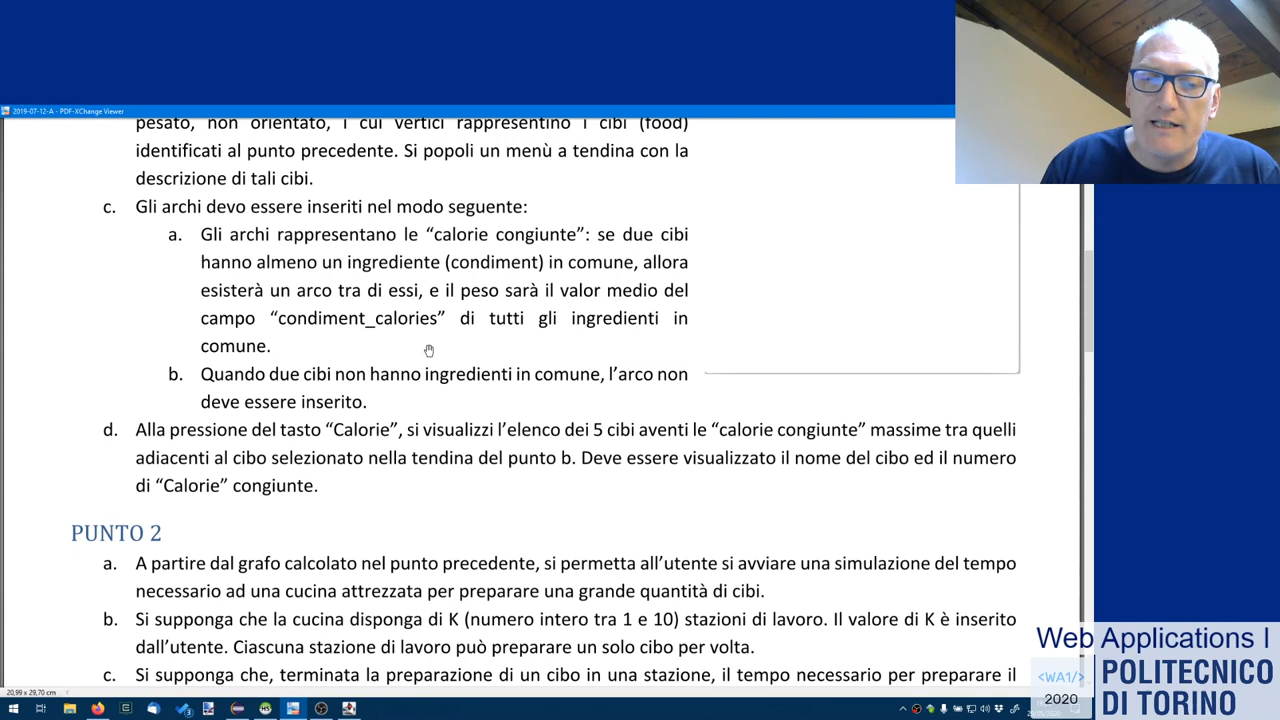 2019-07-12-A - PDF-XChange Viewer
pesato, non orientato, i cui vertici rappresentino i cibi (food)
identificati al punto precedente. Si popoli un menù a tendina con la
descrizione di tali cibi.
c. Gli archi devo essere inseriti nel modo seguente:
a. Gli archi rappresentano le “calorie congiunte”: se due cibi
hanno almeno un ingrediente (condiment) in comune, allora
esisterà un arco tra di essi, e il peso sarà il valor medio del
campo “condiment_calories” di tutti gli ingredienti in
comune.
b. Quando due cibi non hanno ingredienti in comune, l’arco non
deve essere inserito.
d. Alla pressione del tasto “Calorie”, si visualizzi l’elenco dei 5 cibi aventi le “calorie congiunte” massime tra quelli
adiacenti al cibo selezionato nella tendina del punto b. Deve essere visualizzato il nome del cibo ed il numero
di “Calorie” congiunte.
PUNTO 2
a. A partire dal grafo calcolato nel punto precedente, si permetta all’utente si avviare una simulazione del tempo
necessario ad una cucina attrezzata per preparare una grande quantità di cibi.
b. Si supponga che la cucina disponga di K (numero intero tra 1 e 10) stazioni di lavoro. Il valore di K è inserito
dall’utente. Ciascuna stazione di lavoro può preparare un solo cibo per volta.
c. Si supponga che, terminata la preparazione di un cibo in una stazione, il tempo necessario per preparare il
20,99 x 29,70 cm
Web Applications I
<WA1/>
2020
POLITECNICO
DI TORINO